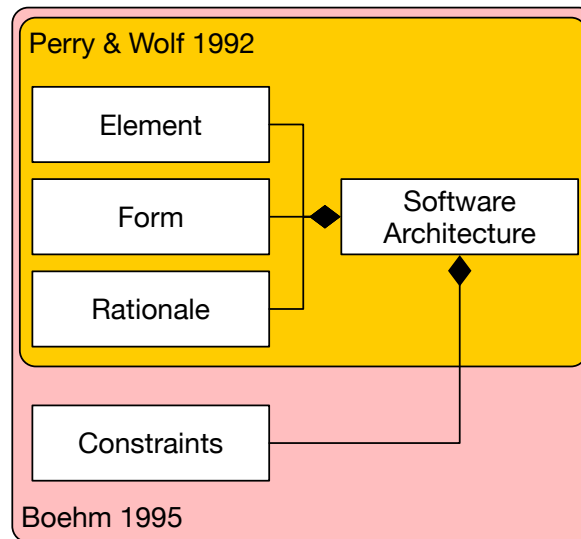 Perry & Wolf 1992
Element
Form
Rationale
Software
Architecture
Constraints
Boehm 1995